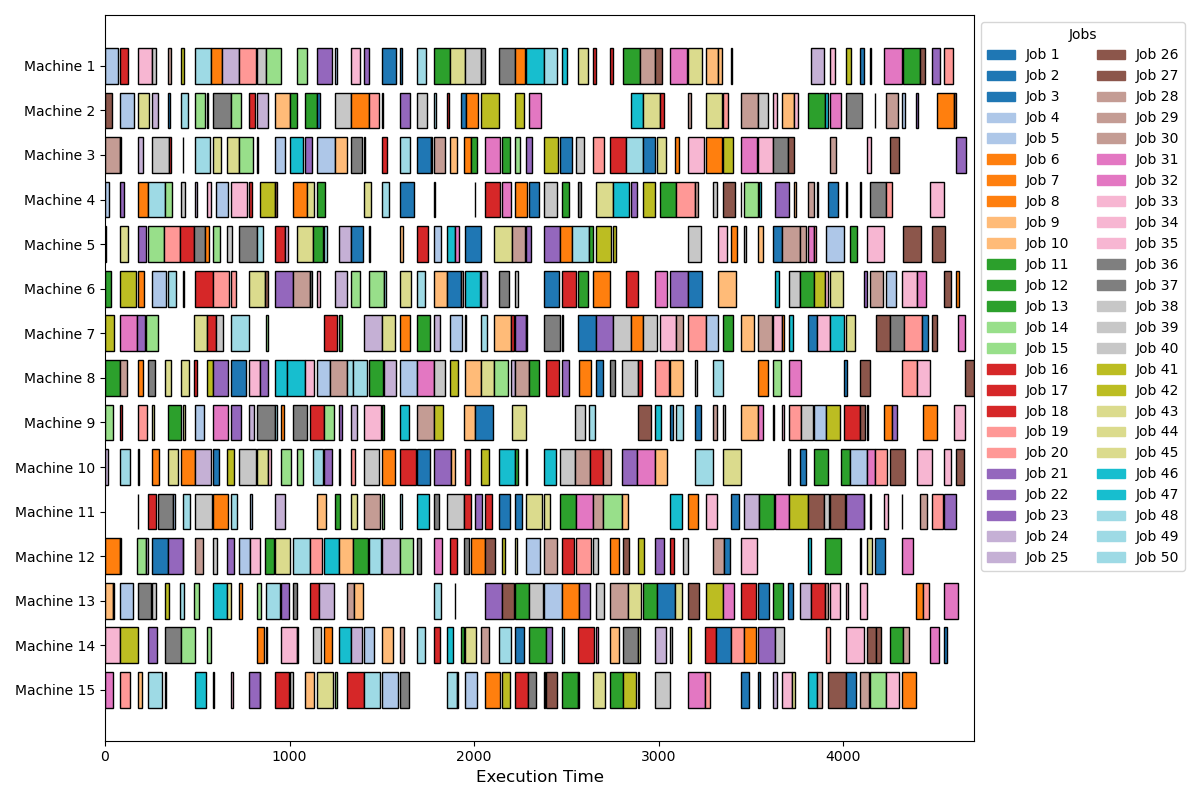 Machine 1
Machine 2
Machine 3
Machine 4
Machine 5
Machine 6
Machine 7
Machine 8
Machine 9
Machine 10
Machine 11
Machine 12
Machine 13
Machine 14
Machine 15
0 1000 2000 3000 4000
Execution Time
Jobs
Job 1
Job 2
Job 3
Job 4
Job 5
Job 6
Job 7
Job 8
Job 9
Job 10
Job 11
Job 12
Job 13
Job 14
Job 15
Job 16
Job 17
Job 18
Job 19
Job 20
Job 21
Job 22
Job 23
Job 24
Job 25
Job 26
Job 27
Job 28
Job 29
Job 30
Job 31
Job 32
Job 33
Job 34
Job 35
Job 36
Job 37
Job 38
Job 39
Job 40
Job 41
Job 42
Job 43
Job 44
Job 45
Job 46
Job 47
Job 48
Job 49
Job 50